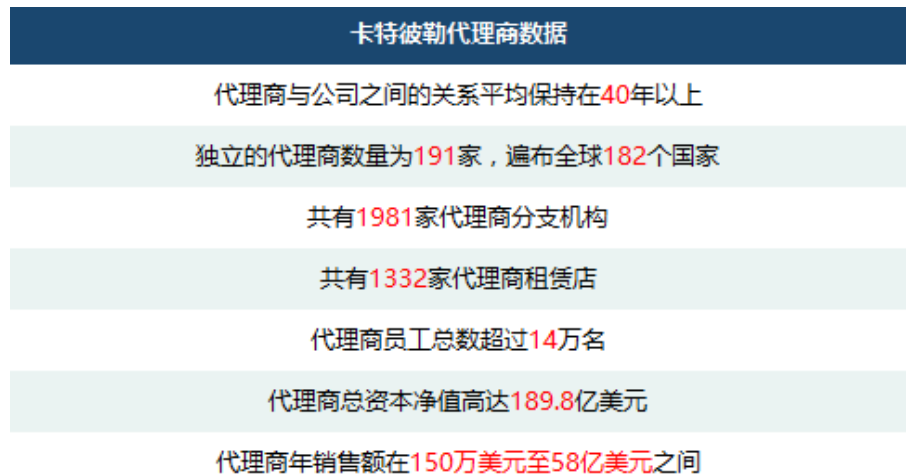 卡特彼勒代理商数据
代理商与公司之间的关系平均保持在40年以上
独立的代理商数量为191家，遍布全球182个国家
共有1981家代理商分支机构
共有1332家代理商租赁店
代理商员工总数超过14万名
代理商总资本净值高达189.8亿美元
代理商年销售额在150万美元至58亿美元之间